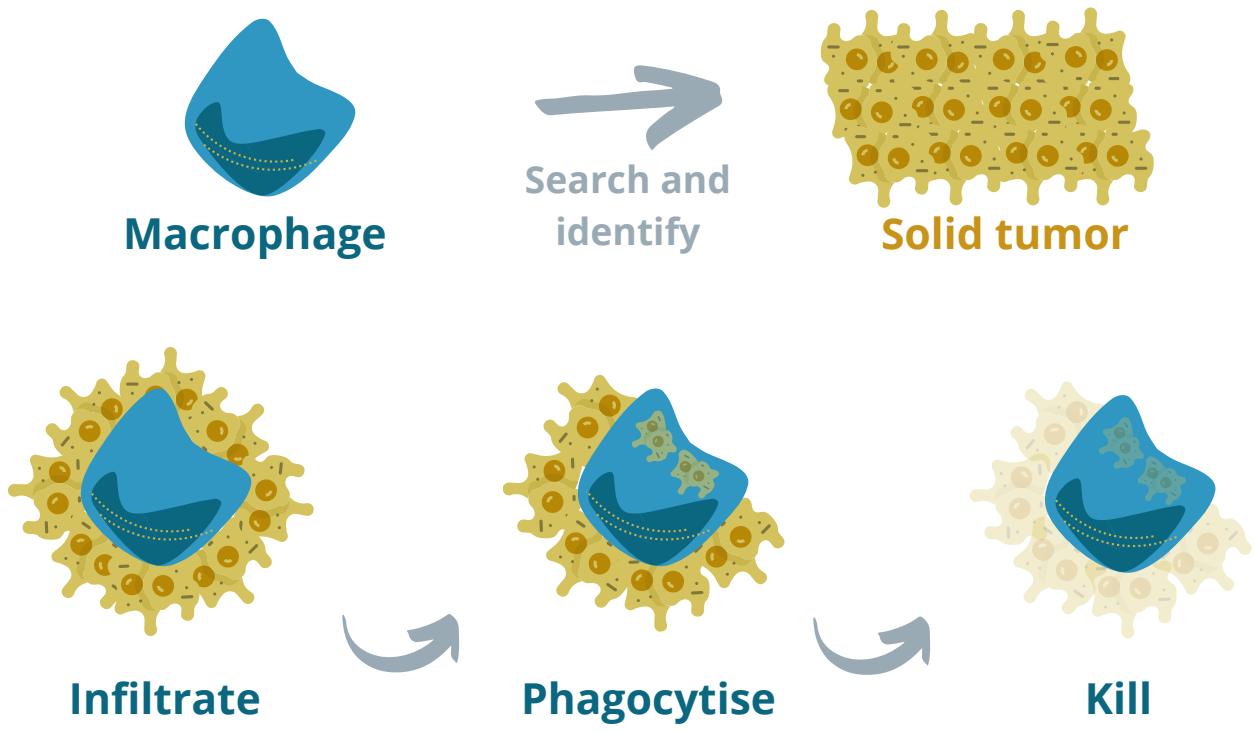 Search and
identify
Macrophage
Solid tumor
Infiltrate
Phagocytise
Kill